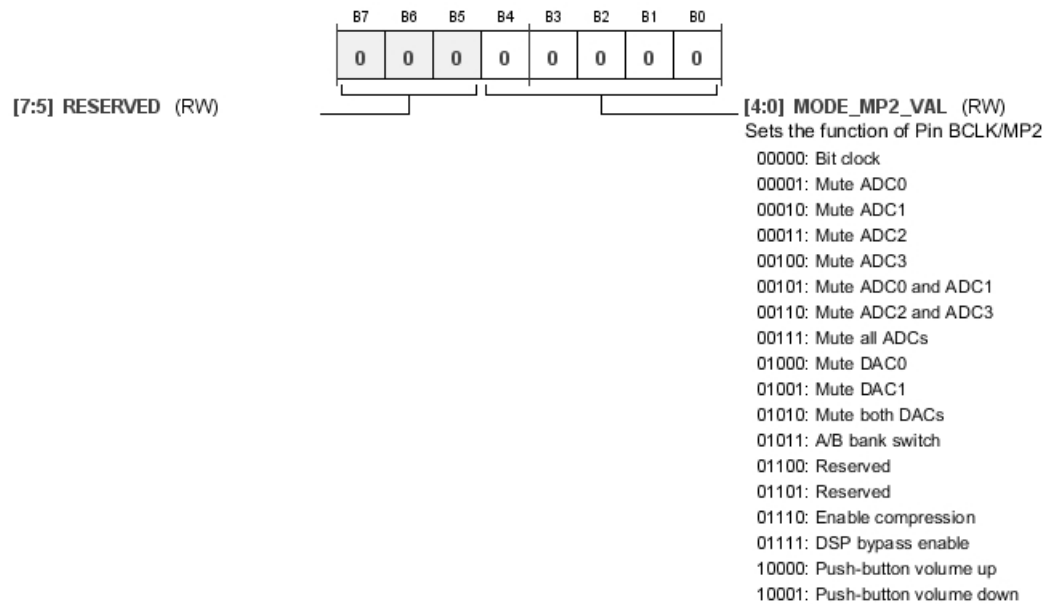 B7 B6 B5 B4 B3 B2 B1 B0
0 0 0 0 0 0 0 0
[7:5] RESERVED (RW)
[4:0] MODE_MP2_VAL (RW)
Sets the function of Pin BCLK/MP2
00000: Bit clock
00001: Mute ADC0
00010: Mute ADC1
00011: Mute ADC2
00100: Mute ADC3
00101: Mute ADC0 and ADC1
00110: Mute ADC2 and ADC3
00111: Mute all ADCs
01000: Mute DAC0
01001: Mute DAC1
01010: Mute both DACs
01011: A/B bank switch
01100: Reserved
01101: Reserved
01110: Enable compression
01111: DSP bypass enable
10000: Push-button volume up
10001: Push-button volume down